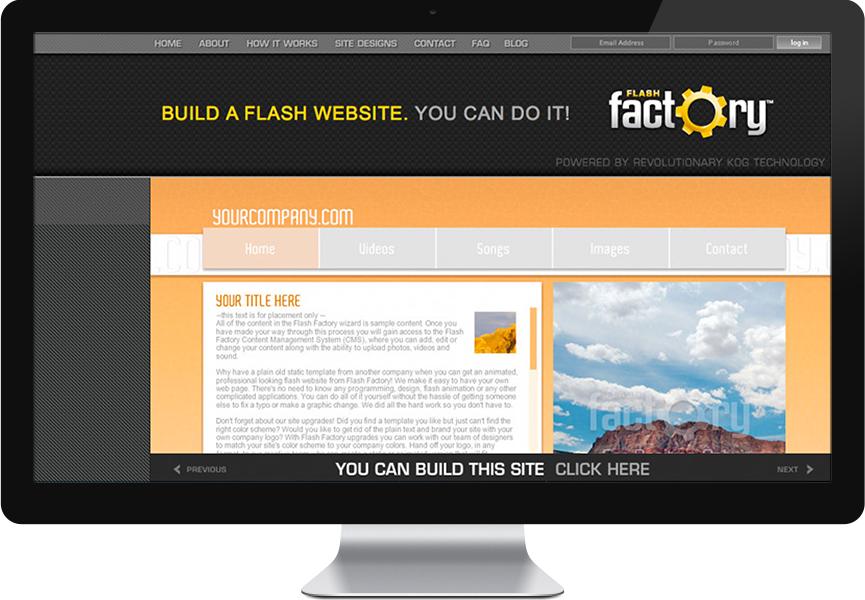 HOME ABOUT HOW IT WORKS SITE DESIGNS CONTACT FAQ BLOG Email Address Password log in
BUILD A FLASH WEBSITE. YOU CAN DO IT!
FLASH
factory™
POWERED BY REVOLUTIONARY KOG TECHNOLOGY
YOURCOMPANY.COM
Home Videos Songs Images Contact
YOUR TITLE HERE
--this text is for placement only --
All of the content in the Flash Factory wizard is sample content. Once you
have made your way through this process you will gain access to the Flash
Factory Content Management System (CMS), where you can add, edit or
change your content along with the ability to upload photos, videos and
sound.
Why have a plain old static template from another company when you can get an animated,
professional looking flash website from Flash Factory! We make it easy to have your own
web page. There's no need to know any programming, design, flash animation or any other
complicated applications. You can do all of it yourself without the hassle of getting someone
else to fix a typo or make a graphic change. We did all the hard work so you don't have to.
Don't forget about our site upgrades! Did you find a template you like but just can't find the
right color scheme? Would you like to get rid of the plain text and brand your site with your
own company logo? With Flash Factory upgrades you can work with our team of designers
to match your site's color scheme to your company colors. Hand off your logo, in any
factory
PREVIOUS YOU CAN BUILD THIS SITE CLICK HERE NEXT